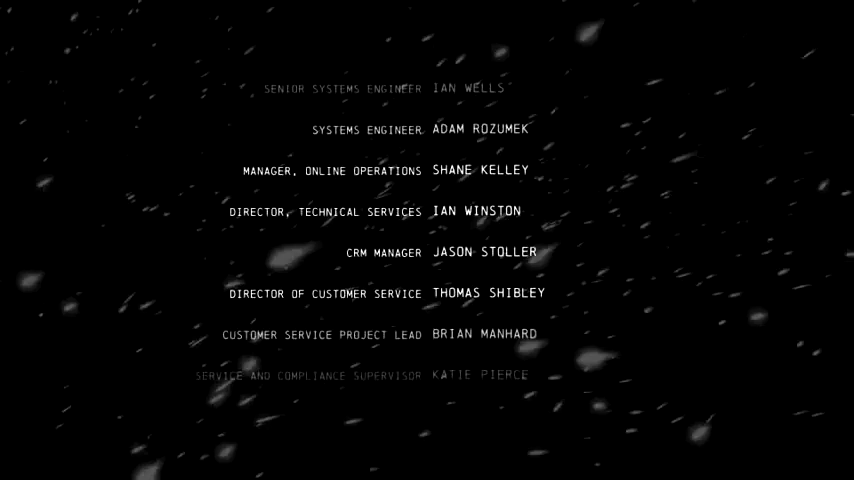 SENIOR SYSTEMS ENGINEER IAN WELLS
SYSTEMS ENGINEER ADAM ROZUMEK
MANAGER, ONLINE OPERATIONS SHANE KELLEY
DIRECTOR, TECHNICAL SERVICES IAN WINSTON
CRM MANAGER JASON STOLLER
DIRECTOR OF CUSTOMER SERVICE THOMAS SHIBLEY
CUSTOMER SERVICE PROJECT LEAD BRIAN MANHARD
SERVICE AND COMPLIANCE SUPERVISOR KATIE PIERCE